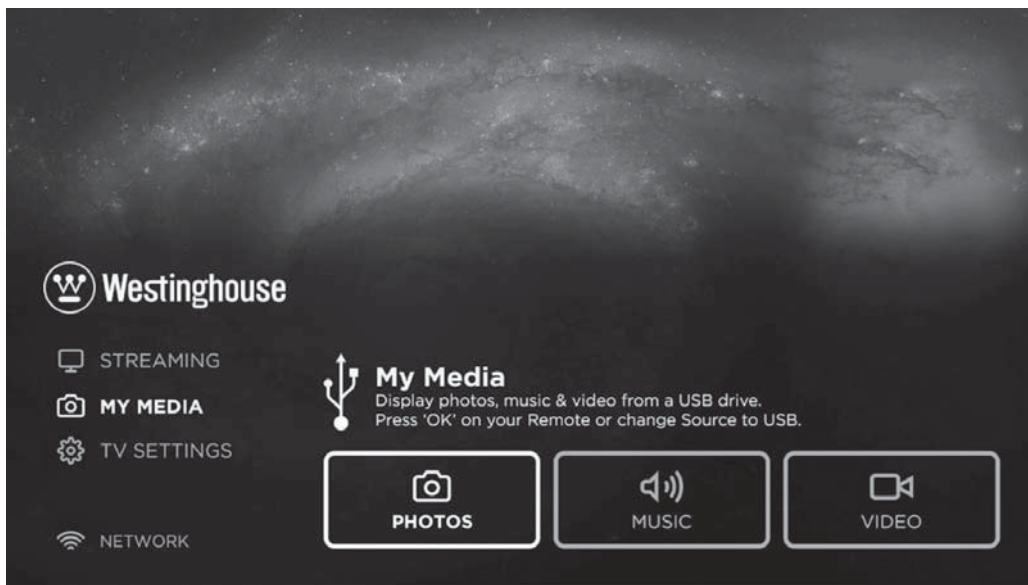 Westinghouse
STREAMING
MY MEDIA
TV SETTINGS
NETWORK
My Media
Display photos, music & video from a USB drive.
Press 'OK' on your Remote or change Source to USB.
PHOTOS
MUSIC
VIDEO